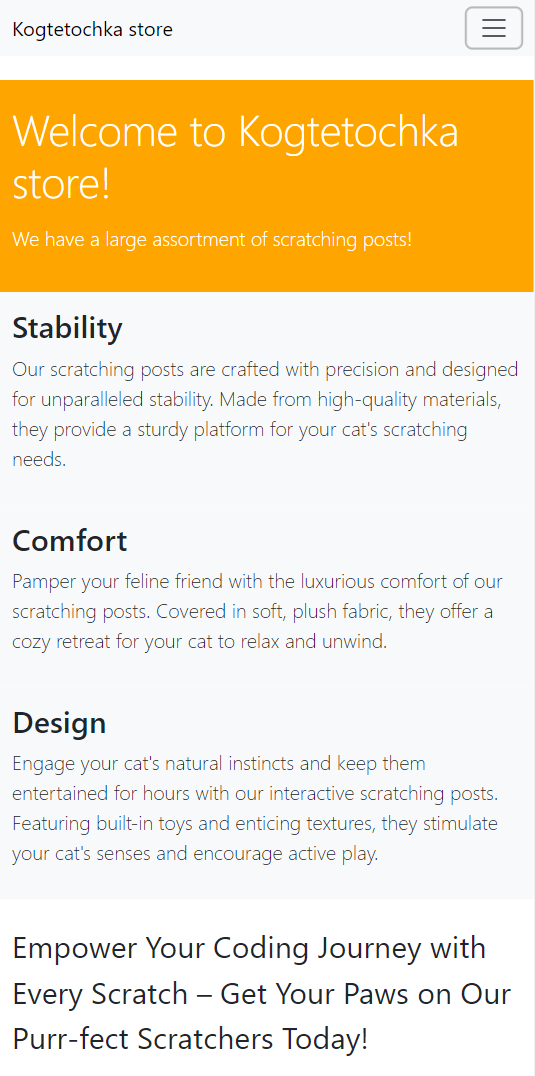 Kogtetochka store
Welcome to Kogtetochka
store!
We have a large assortment of scratching posts!
Stability
Our scratching posts are crafted with precision and designed
for unparalleled stability. Made from high-quality materials,
they provide a sturdy platform for your cat's scratching
needs.
Comfort
Pamper your feline friend with the luxurious comfort of our
scratching posts. Covered in soft, plush fabric, they offer a
cozy retreat for your cat to relax and unwind.
Design
Engage your cat's natural instincts and keep them
entertained for hours with our interactive scratching posts.
Featuring built-in toys and enticing textures, they stimulate
your cat's senses and encourage active play.
Empower Your Coding Journey with
Every Scratch – Get Your Paws on Our
Purr-fect Scratchers Today!